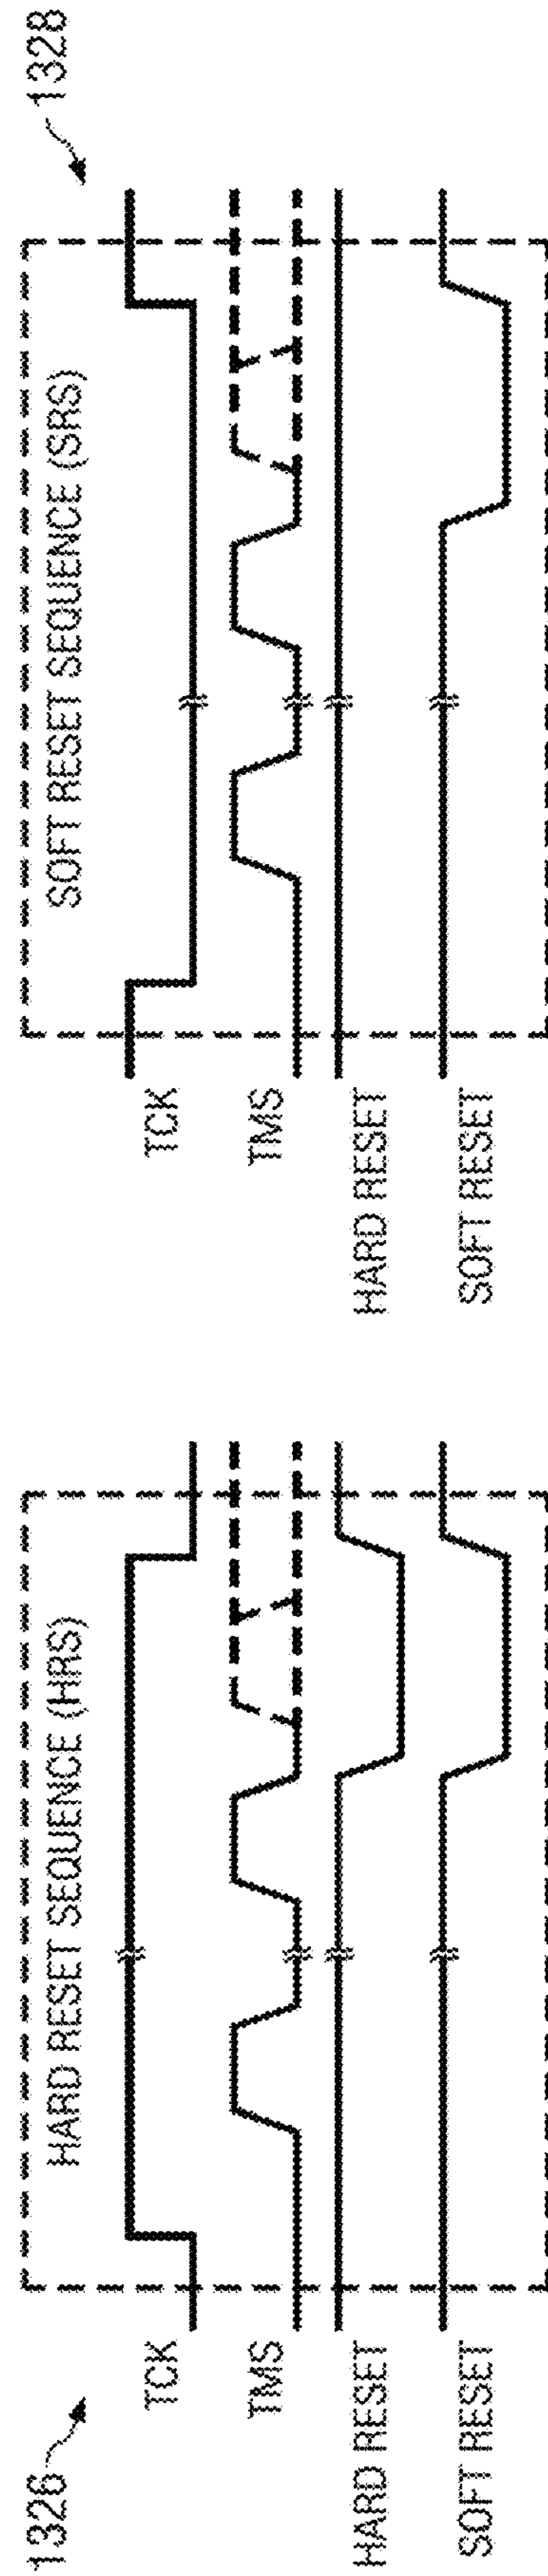 1326
HARD RESET SEQUENCE (HRS)
TCK
TMS
HARD RESET
SOFT RESET
1328
SOFT RESET SEQUENCE (SRS)
TCK
TMS
HARD RESET
SOFT RESET